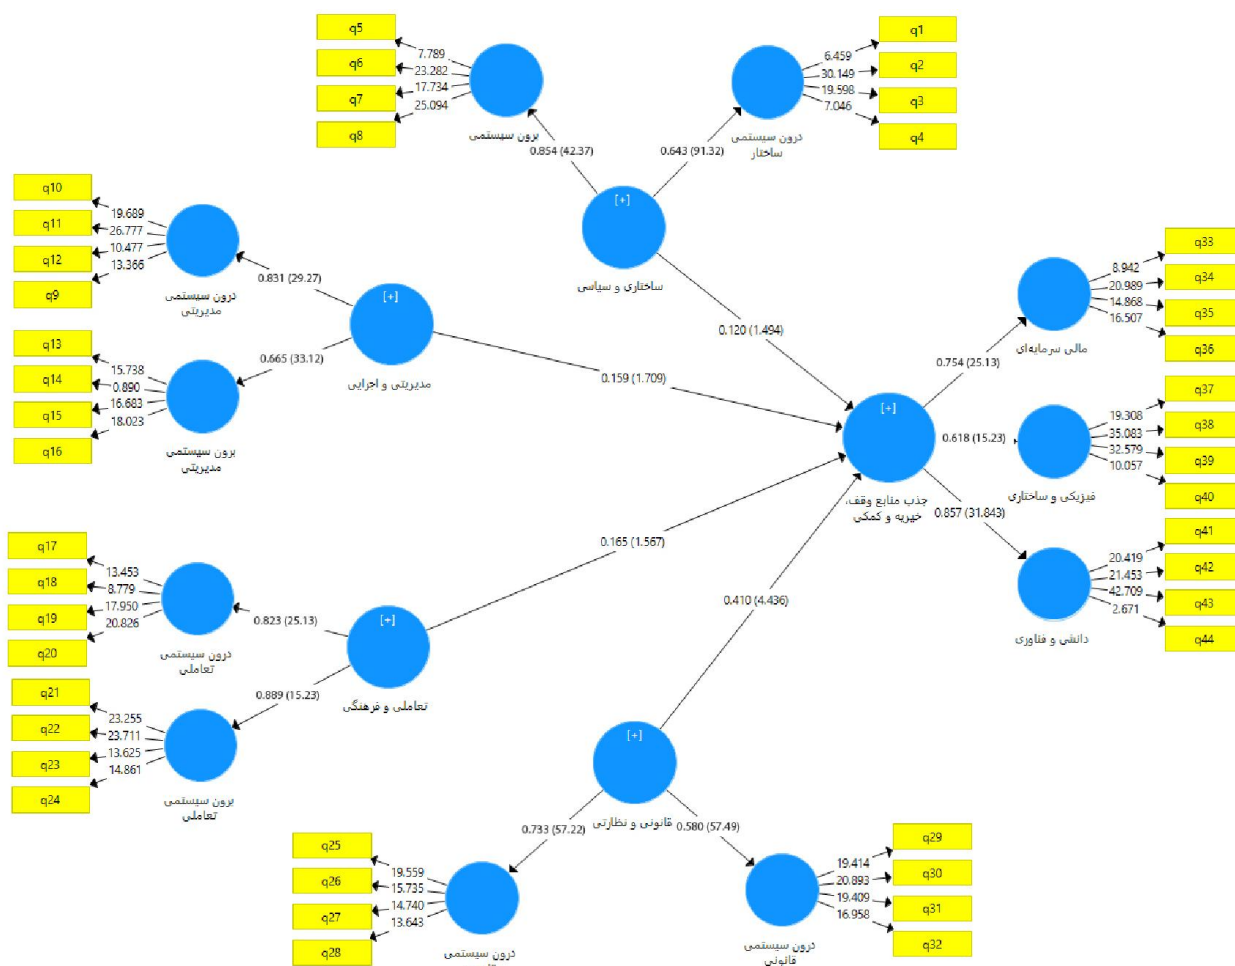 q5
q6
q7
q8
7.789
23.282
17.734
25.094
برون سیستمی
q1
q2
q3
q4
6.459
30.149
19.598
7.046
درون سیستمی
ساختار
0.854 (42.37)
0.643 (91.32)
[+]
ساختاری و سیاسی
0.120 (1.494)
q10
q11
q12
q9
19.689
26.777
10.477
13.366
درون سیستمی
مدیریتی
0.831 (29.27)
[+]
مدیریتی و اجرایی
0.665 (33.12)
0.159 (1.709)
q13
q14
q15
q16
15.738
0.890
16.683
18.023
برون سیستمی
مدیریتی
q33
q34
q35
q36
8.942
20.989
14.868
16.507
مالی سرمایه‌ای
0.754 (25.13)
[+]
جذب منابع وقف،
خیریه و کمکی
0.618 (15.23)
q37
q38
q39
q40
19.308
35.083
32.579
10.057
فیزیکی و ساختاری
0.857 (31.843)
q41
q42
q43
q44
20.419
21.453
42.709
2.671
دانشی و فناوری
q17
q18
q19
q20
13.453
8.779
17.950
20.826
درون سیستمی
تعاملی
0.823 (25.13)
[+]
تعاملی و فرهنگی
0.889 (15.23)
0.165 (1.567)
0.410 (4.436)
q21
q22
q23
q24
23.255
23.711
13.625
14.861
برون سیستمی
تعاملی
[+]
قانونی و نظارتی
0.733 (57.22)
0.580 (57.49)
q25
q26
q27
q28
19.559
15.735
14.740
13.643
درون سیستمی
q29
q30
q31
q32
19.414
20.893
19.409
16.958
درون سیستمی
قانونی